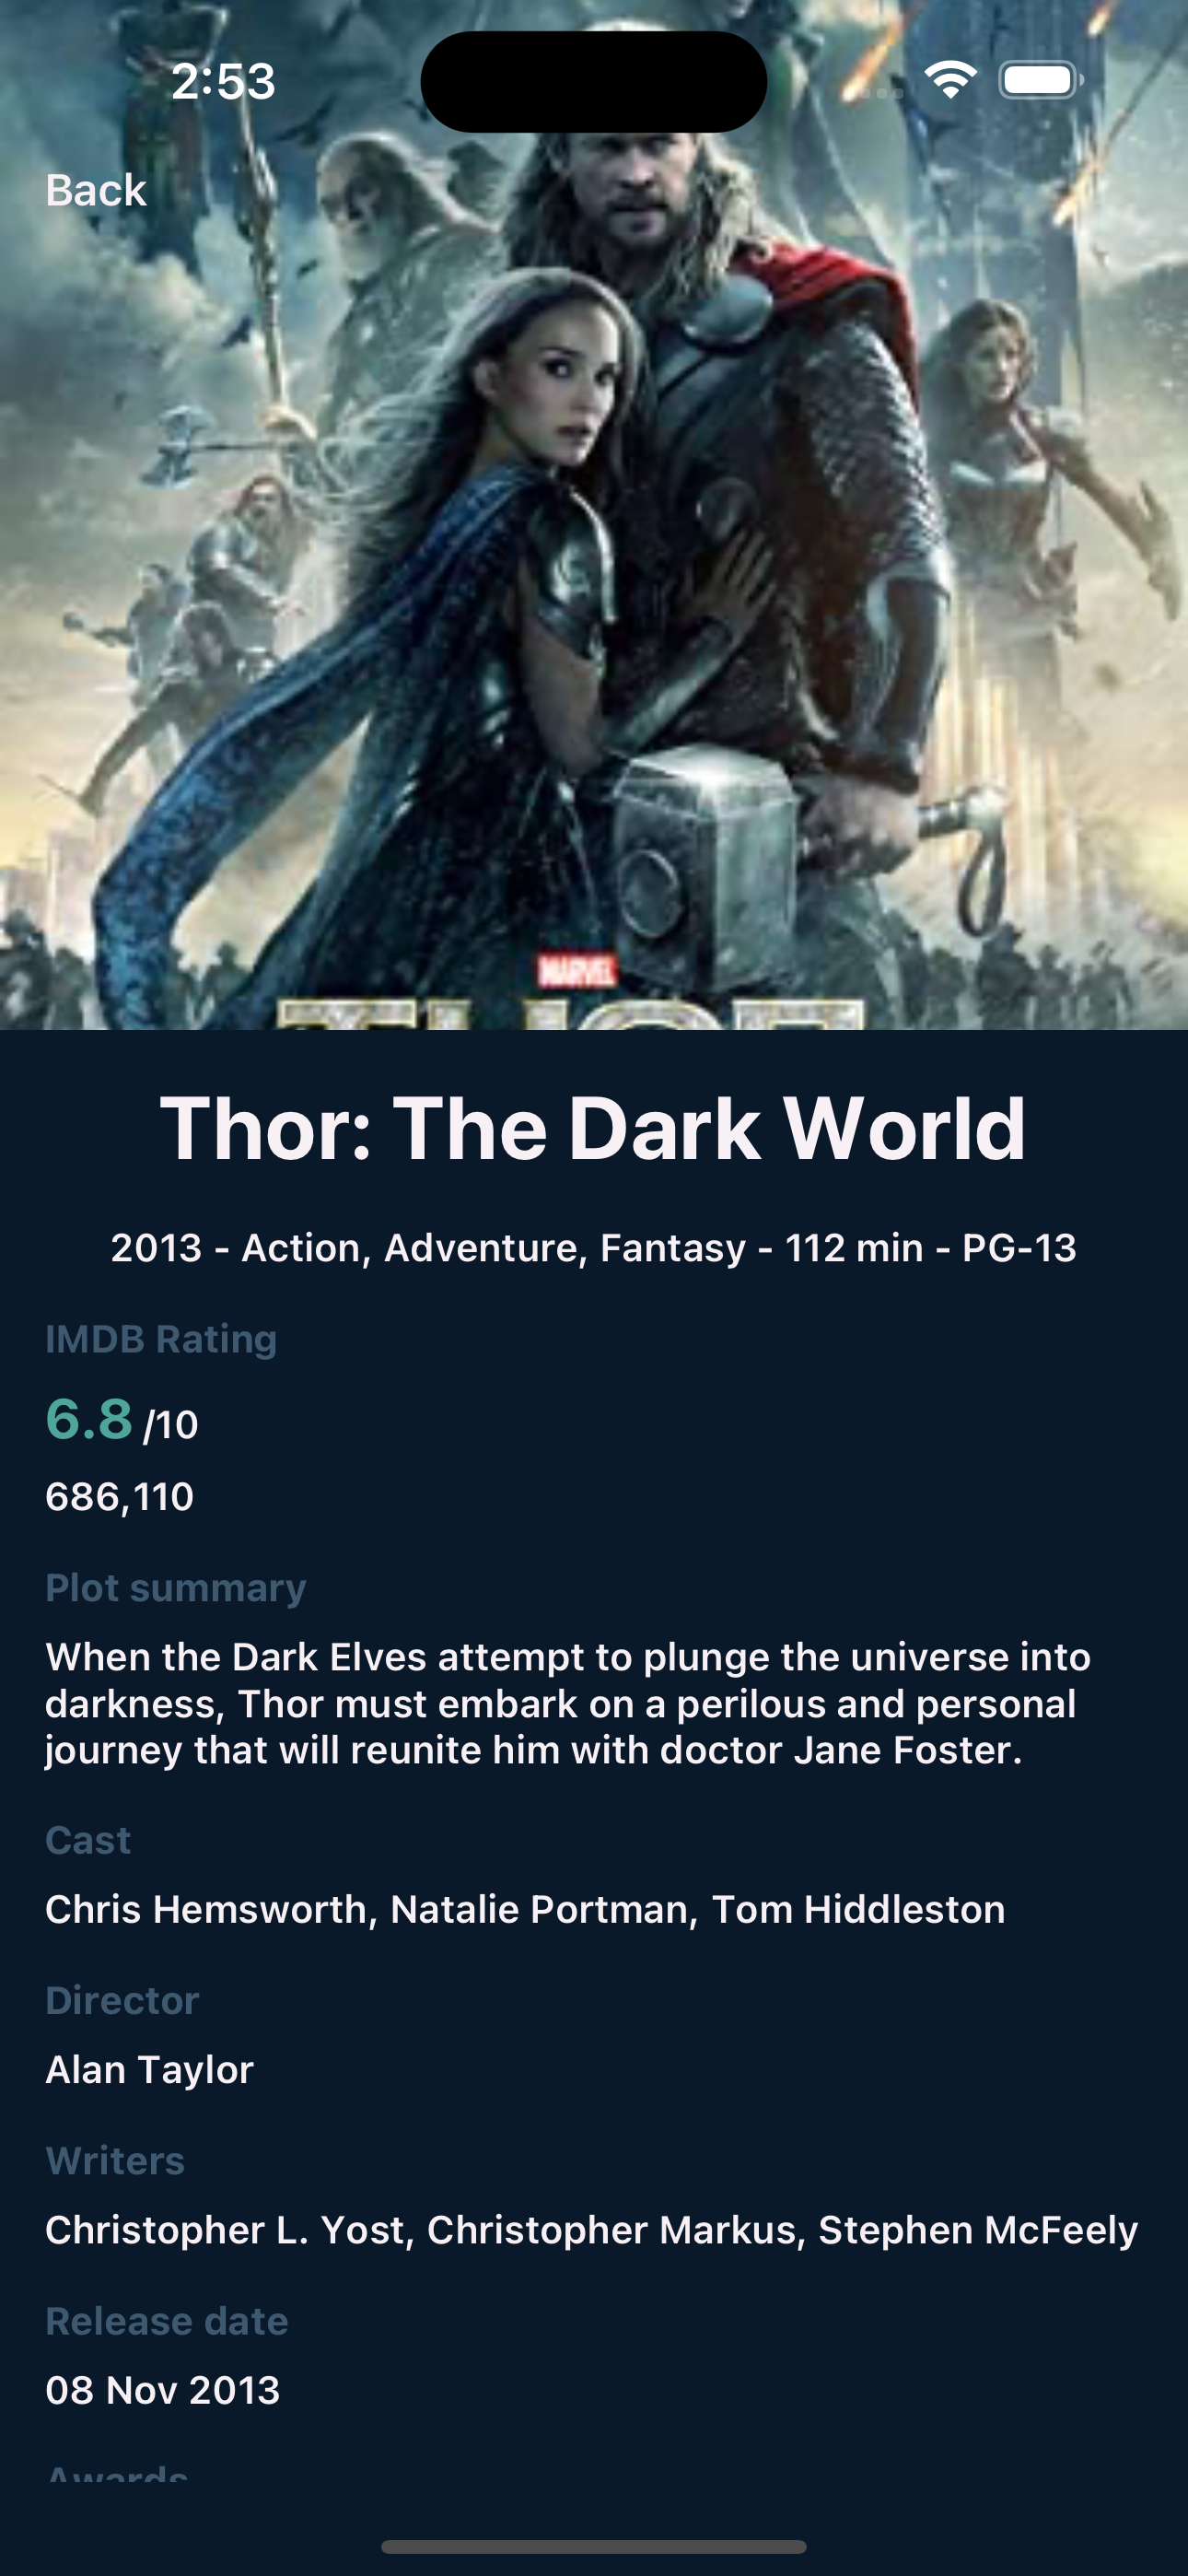 2:53
Back
MARVEL
Thor: The Dark World
2013 - Action, Adventure, Fantasy - 112 min - PG-13
IMDB Rating
6.8 /10
686,110
Plot summary
When the Dark Elves attempt to plunge the universe into
darkness, Thor must embark on a perilous and personal
journey that will reunite him with doctor Jane Foster.
Cast
Chris Hemsworth, Natalie Portman, Tom Hiddleston
Director
Alan Taylor
Writers
Christopher L. Yost, Christopher Markus, Stephen McFeely
Release date
08 Nov 2013
Awards